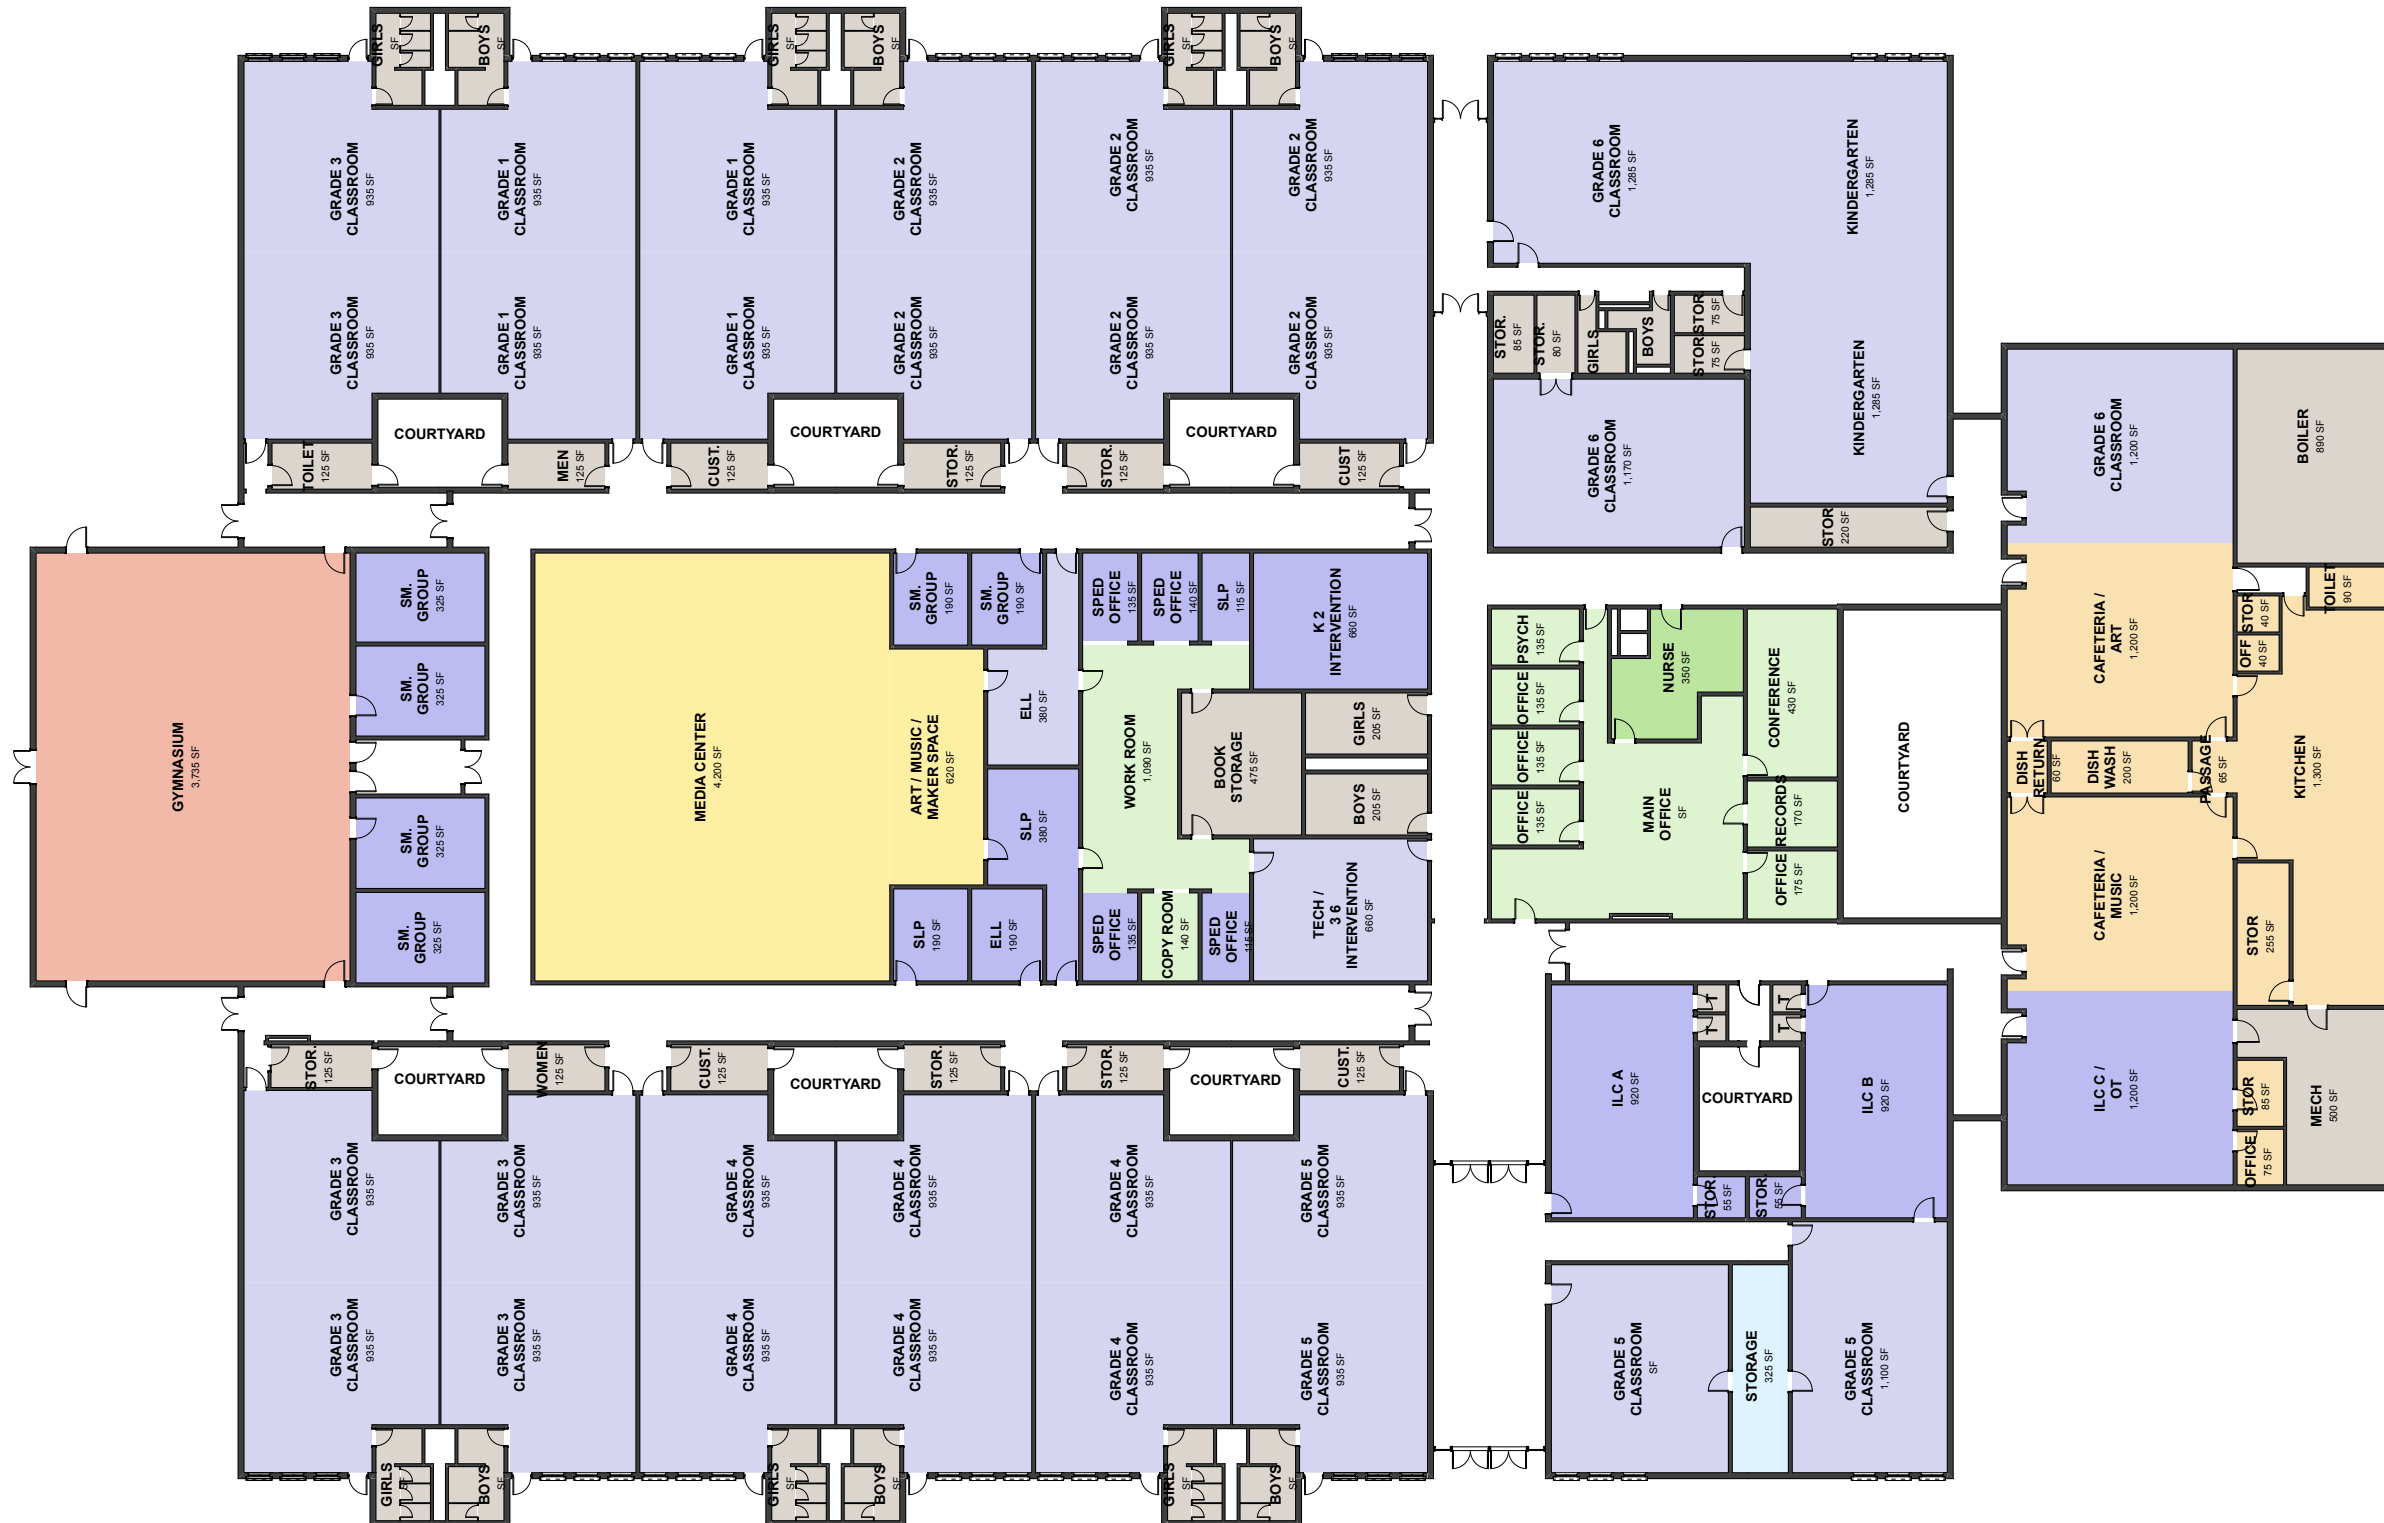 GIRLS
SF
BOYS
SF
GIRLS
SF
BOYS
SF
GIRLS
SF
BOYS
SF
GRADE 3
CLASSROOM
935 SF
GRADE 1
CLASSROOM
935 SF
GRADE 1
CLASSROOM
935 SF
GRADE 2
CLASSROOM
935 SF
GRADE 2
CLASSROOM
935 SF
GRADE 2
CLASSROOM
935 SF
GRADE 6
CLASSROOM
1,285 SF
KINDERGARTEN
1,285 SF
GRADE 3
CLASSROOM
935 SF
GRADE 1
CLASSROOM
935 SF
GRADE 1
CLASSROOM
935 SF
GRADE 2
CLASSROOM
935 SF
GRADE 2
CLASSROOM
935 SF
GRADE 2
CLASSROOM
935 SF
STOR.
85 SF
STOR.
80 SF
GIRLS
BOYS
STOR.
75 SF
STOR.
75 SF
KINDERGARTEN
1,285 SF
COURTYARD
COURTYARD
COURTYARD
TOILET
125 SF
MEN
125 SF
CUST.
125 SF
STOR.
125 SF
STOR.
125 SF
CUST
125 SF
GRADE 6
CLASSROOM
1,170 SF
STOR
220 SF
GRADE 6
CLASSROOM
1,200 SF
BOILER
890 SF
GYMNASIUM
3,735 SF
SM.
GROUP
325 SF
SM.
GROUP
325 SF
SM.
GROUP
325 SF
SM.
GROUP
325 SF
MEDIA CENTER
4,200 SF
ART / MUSIC /
MAKER SPACE
620 SF
SM.
GROUP
190 SF
SM.
GROUP
190 SF
ELL
380 SF
SLP
380 SF
SLP
190 SF
ELL
190 SF
SPED
OFFICE
135 SF
SPED
OFFICE
140 SF
SLP
115 SF
K 2
INTERVENTION
660 SF
WORK ROOM
1,090 SF
BOOK
STORAGE
475 SF
GIRLS
205 SF
BOYS
205 SF
SPED
OFFICE
135 SF
COPY ROOM
140 SF
SPED
OFFICE
115 SF
TECH /
3 6
INTERVENTION
660 SF
PSYCH
135 SF
OFFICE
135 SF
OFFICE
135 SF
OFFICE
135 SF
NURSE
350 SF
CONFERENCE
430 SF
MAIN
OFFICE
SF
RECORDS
170 SF
OFFICE
175 SF
COURTYARD
CAFETERIA /
ART
1,200 SF
TOILET
90 SF
STOR
40 SF
OFF
40 SF
DISH
RETURN
60 SF
DISH
WASH
200 SF
PASSAGE
65 SF
KITCHEN
1,300 SF
CAFETERIA /
MUSIC
1,200 SF
STOR
255 SF
ILC C /
OT
1,200 SF
STOR
85 SF
OFFICE
75 SF
MECH
500 SF
STOR.
125 SF
WOMEN
125 SF
CUST.
125 SF
STOR.
125 SF
STOR.
125 SF
CUST.
125 SF
COURTYARD
COURTYARD
COURTYARD
ILC A
920 SF
T
T
T
T
COURTYARD
ILC B
920 SF
STOR.
55 SF
STOR.
55 SF
GRADE 3
CLASSROOM
935 SF
GRADE 3
CLASSROOM
935 SF
GRADE 4
CLASSROOM
935 SF
GRADE 4
CLASSROOM
935 SF
GRADE 4
CLASSROOM
935 SF
GRADE 5
CLASSROOM
935 SF
GRADE 3
CLASSROOM
935 SF
GRADE 3
CLASSROOM
935 SF
GRADE 4
CLASSROOM
935 SF
GRADE 4
CLASSROOM
935 SF
GRADE 4
CLASSROOM
935 SF
GRADE 5
CLASSROOM
935 SF
GRADE 5
CLASSROOM
SF
STORAGE
325 SF
GRADE 5
CLASSROOM
1,100 SF
GIRLS
SF
BOYS
SF
GIRLS
SF
BOYS
SF
GIRLS
SF
BOYS
SF